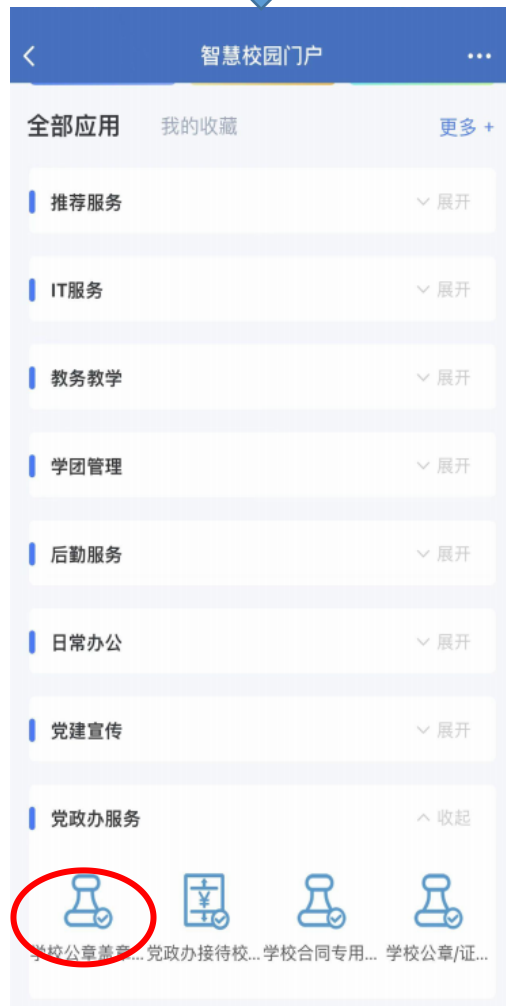 智慧校园门户
全部应用 我的收藏 更多 +
推荐服务 展开
IT服务 展开
教务教学 展开
学团管理 展开
后勤服务 展开
日常办公 展开
党建宣传 展开
党政办服务 收起
学校公章盖章... 党政办接待校... 学校合同专用... 学校公章/证...